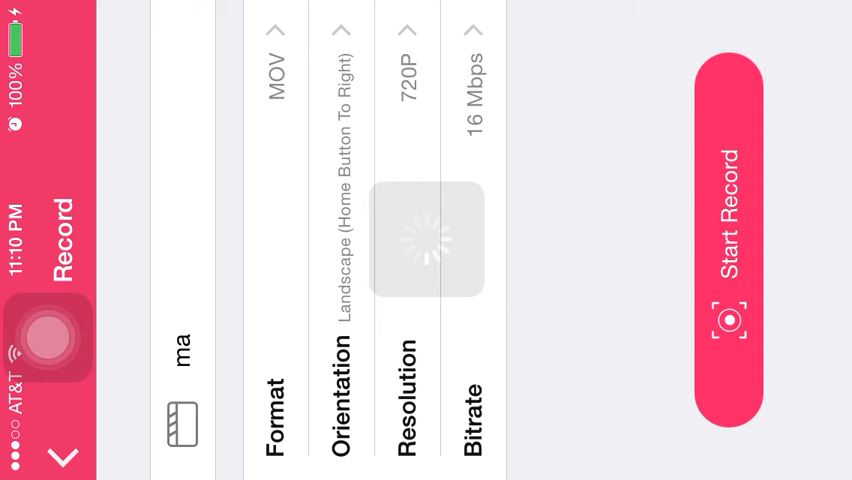 AT&T 11:10 PM 100%
Record
ma
Format MOV
Orientation Landscape (Home Button To Right)
Resolution 720P
Bitrate 16 Mbps
Start Record